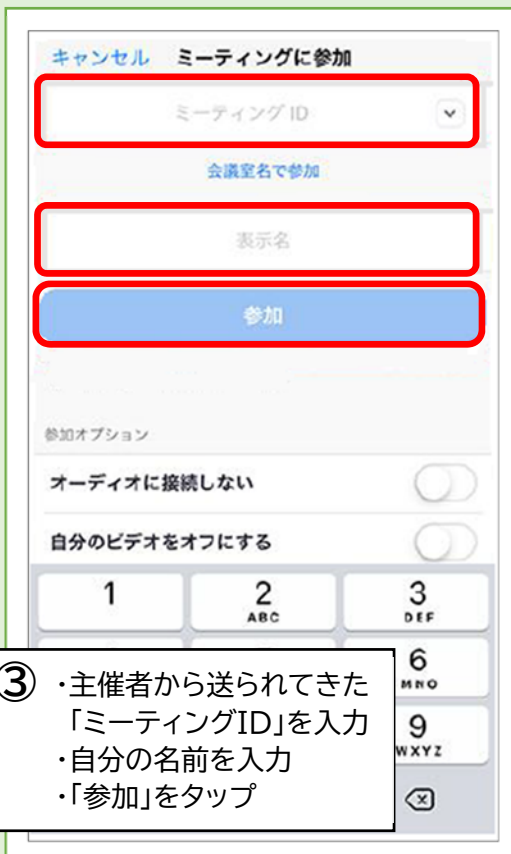 キャンセル ミーティングに参加
ミーティング ID
会議室名で参加
表示名
参加
参加オプション
オーディオに接続しない
自分のビデオをオフにする
1 2 3
ABC DEF
6
MNO
9
WXYZ
③ ・主催者から送られてきた
「ミーティングID」を入力
・自分の名前を入力
・「参加」をタップ